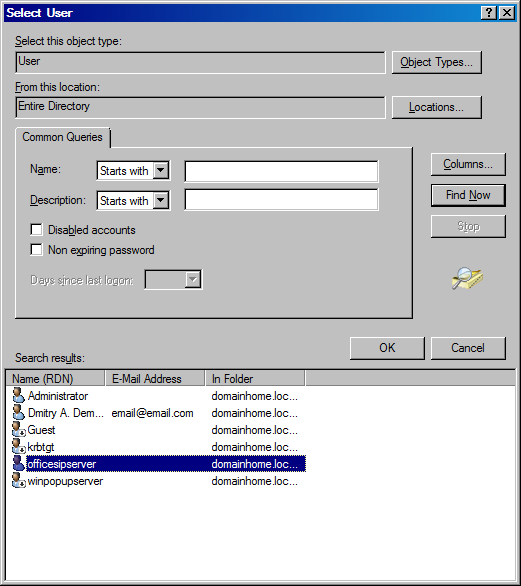 Select User
Select this object type:
User
Object Types...
From this location:
Entire Directory
Locations...
Common Queries
Name: Starts with
Description: Starts with
Disabled accounts
Non expiring password
Days since last logon:
Columns...
Find Now
Stop
OK Cancel
Search results:
Name (RDN) E-Mail Address In Folder
Administrator domainhome.loc...
Dmitry A. Dem... email@email.com domainhome.loc...
Guest domainhome.loc...
krbtgt domainhome.loc...
officesipserver domainhome.loc...
winpopupserver domainhome.loc...